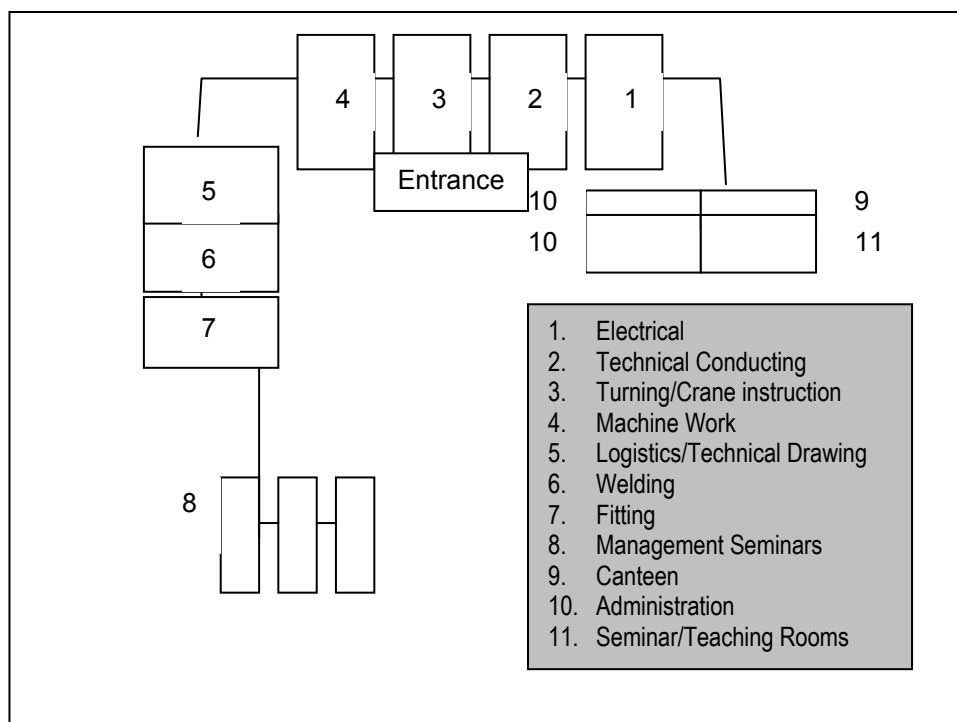 4 3 2 1
Entrance
5
10 9
6
10 11
7
8
1. Electrical
2. Technical Conducting
3. Turning/Crane instruction
4. Machine Work
5. Logistics/Technical Drawing
6. Welding
7. Fitting
8. Management Seminars
9. Canteen
10. Administration
11. Seminar/Teaching Rooms